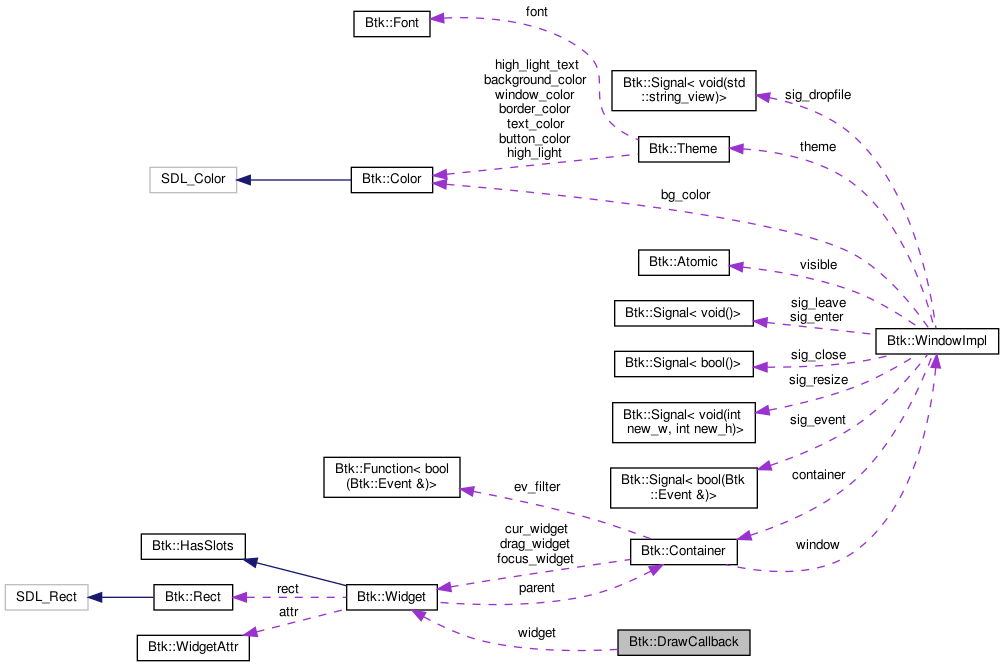 font
Btk::Font
high_light_text
background_color
window_color
border_color
text_color
button_color
high_light
Btk::Signal< void(std
::string_view)>
sig_dropfile
Btk::Theme
theme
SDL_Color
Btk::Color
bg_color
Btk::Atomic
visible
Btk::Signal< void()>
sig_leave
sig_enter
Btk::WindowImpl
Btk::Signal< bool()>
sig_close
sig_resize
Btk::Signal< void(int
new_w, int new_h)>
sig_event
Btk::Function< bool
(Btk::Event &)>
ev_filter
Btk::Signal< bool(Btk
::Event &)>
container
cur_widget
drag_widget
focus_widget
Btk::HasSlots
Btk::Container
window
SDL_Rect
Btk::Rect
rect
Btk::Widget
parent
attr
Btk::WidgetAttr
widget
Btk::DrawCallback